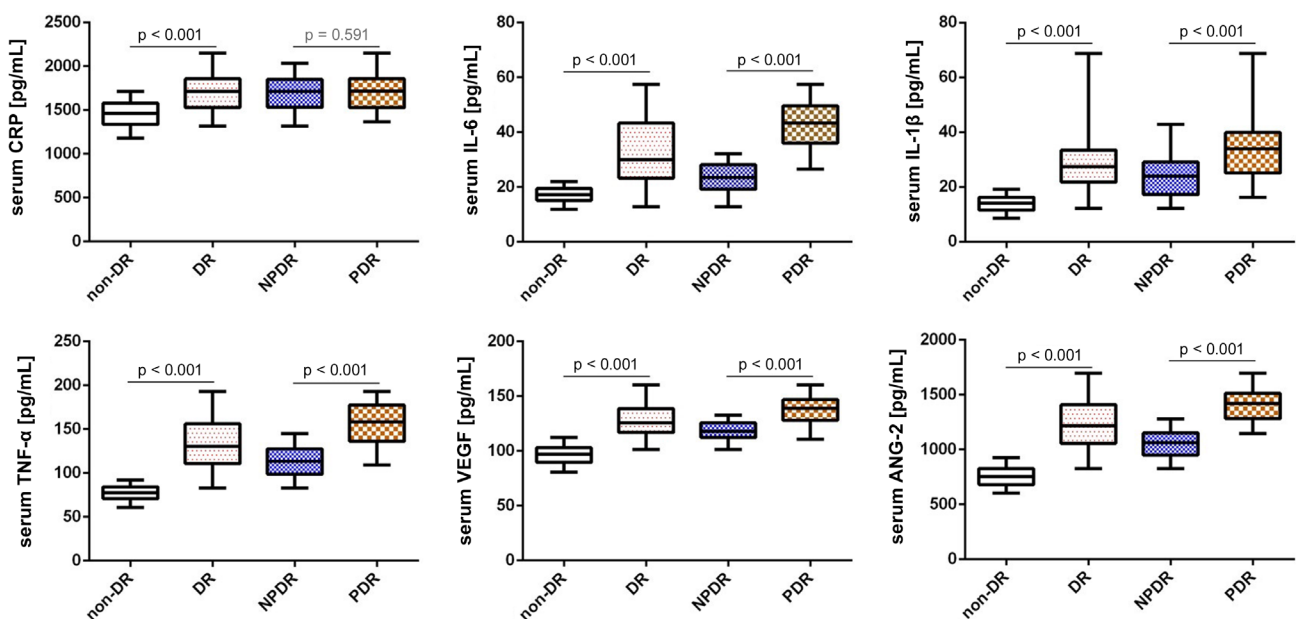 serum CRP [pg/mL]
2500
2000
1500
1000
500
0
p < 0.001
p = 0.591
non-DR
DR
NPDR
PDR
serum IL-6 [pg/mL]
80
60
40
20
0
p < 0.001
p < 0.001
non-DR
DR
NPDR
PDR
serum IL-1β [pg/mL]
80
60
40
20
0
p < 0.001
p < 0.001
non-DR
DR
NPDR
PDR
serum TNF-α [pg/mL]
250
200
150
100
50
0
p < 0.001
p < 0.001
non-DR
DR
NPDR
PDR
serum VEGF [pg/mL]
200
150
100
50
0
p < 0.001
p < 0.001
non-DR
DR
NPDR
PDR
serum ANG-2 [pg/mL]
2000
1500
1000
500
0
p < 0.001
p < 0.001
non-DR
DR
NPDR
PDR